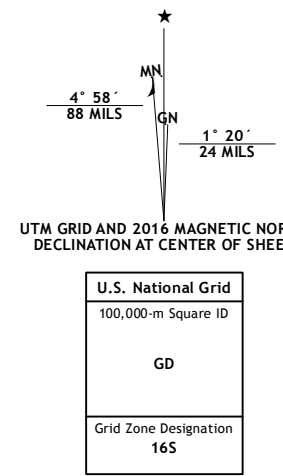 ★
MN
4° 58´
88 MILS
GN
1° 20´
24 MILS
UTM GRID AND 2016 MAGNETIC NOR
DECLINATION AT CENTER OF SHEE
U.S. National Grid
100,000-m Square ID
GD
Grid Zone Designation
16S